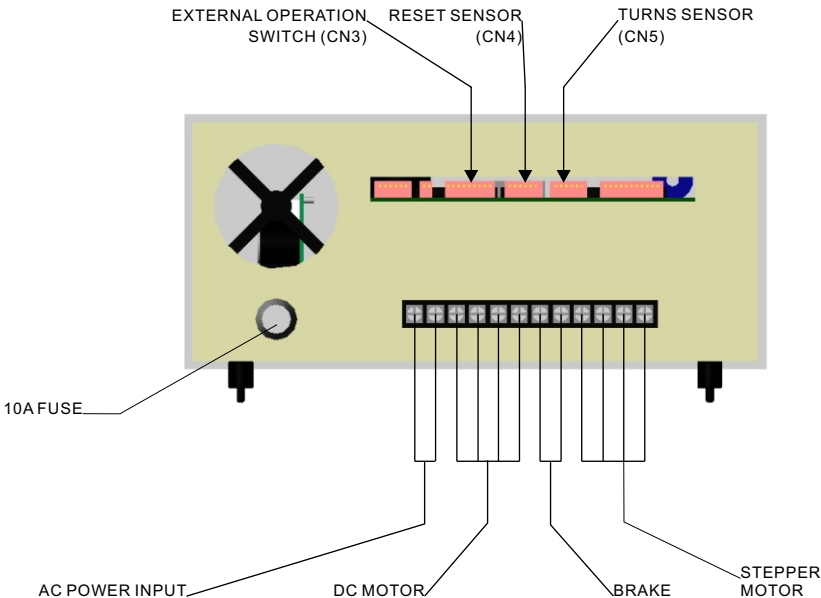 EXTERNAL OPERATION
SWITCH (CN3)
RESET SENSOR
(CN4)
TURNS SENSOR
(CN5)
10A FUSE
AC POWER INPUT
DC MOTOR
BRAKE
STEPPER
MOTOR